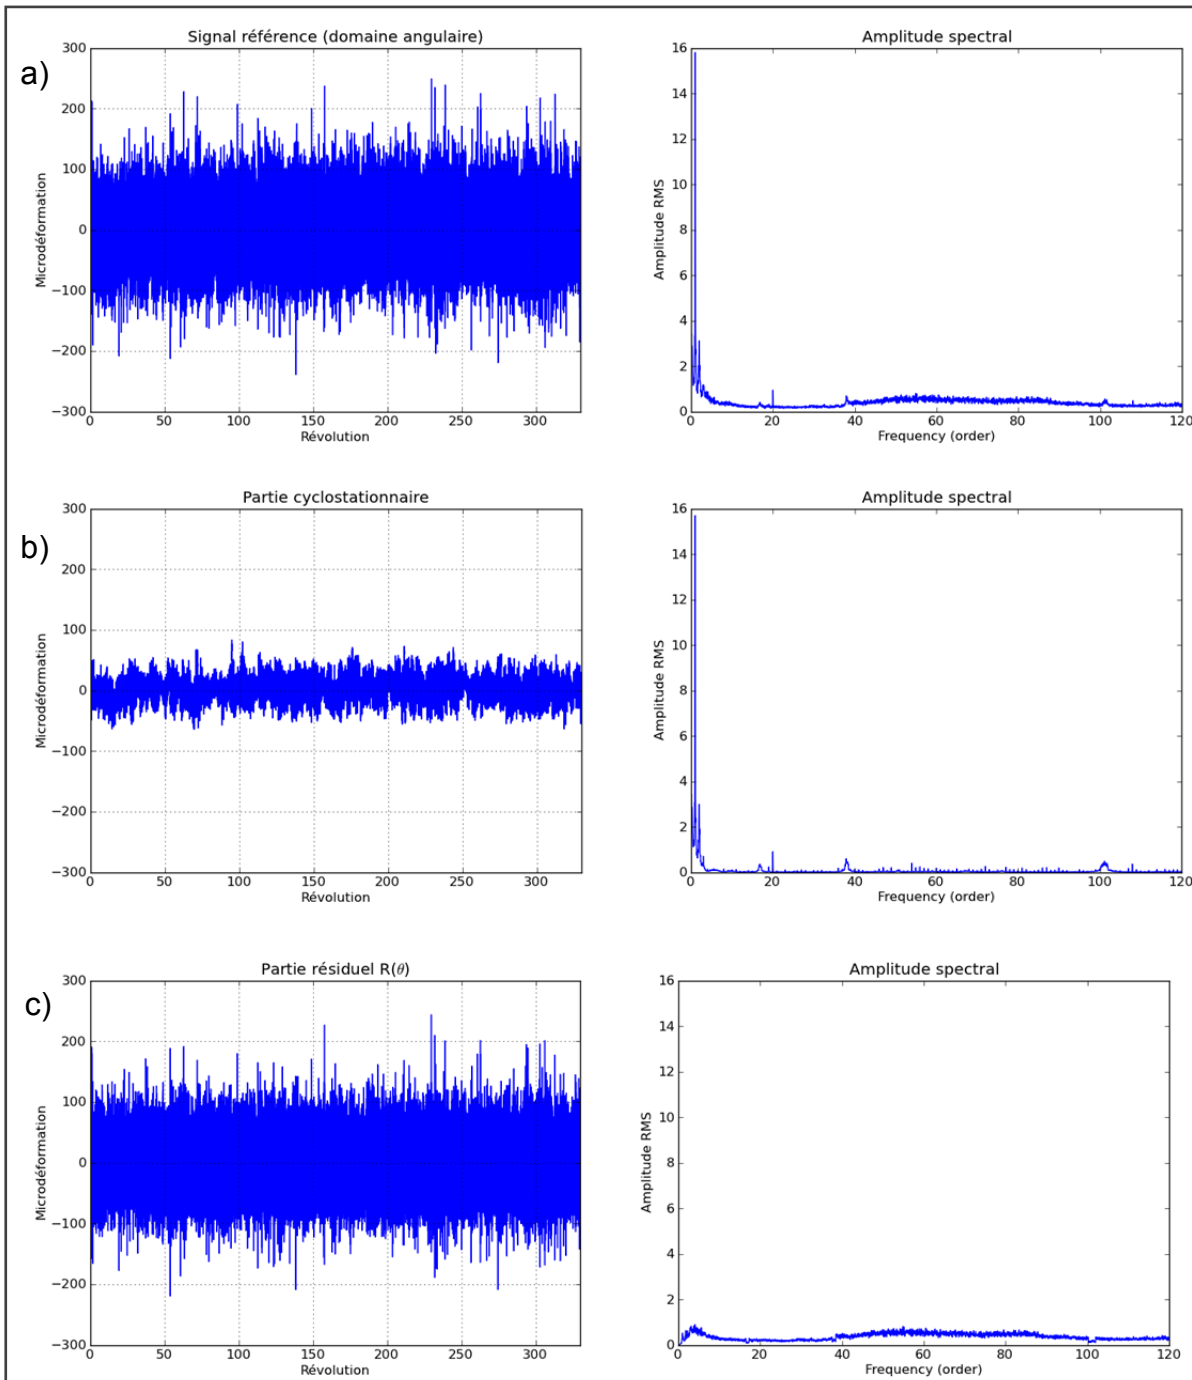 Signal référence (domaine angulaire)
Amplitude spectral
a)
300
200
100
0
−100
−200
−300
Microdéformation
0 50 100 150 200 250 300
Révolution
16
14
12
10
8
6
4
2
0
Amplitude RMS
0 20 40 60 80 100 120
Frequency (order)
Partie cyclostationnaire
Amplitude spectral
b)
300
200
100
0
−100
−200
−300
Microdéformation
0 50 100 150 200 250 300
Révolution
16
14
12
10
8
6
4
2
0
Amplitude RMS
0 20 40 60 80 100 120
Frequency (order)
Partie résiduel R(θ)
Amplitude spectral
c)
300
200
100
0
−100
−200
−300
Microdéformation
0 50 100 150 200 250 300
Révolution
16
14
12
10
8
6
4
2
0
Amplitude RMS
0 20 40 60 80 100 120
Frequency (order)